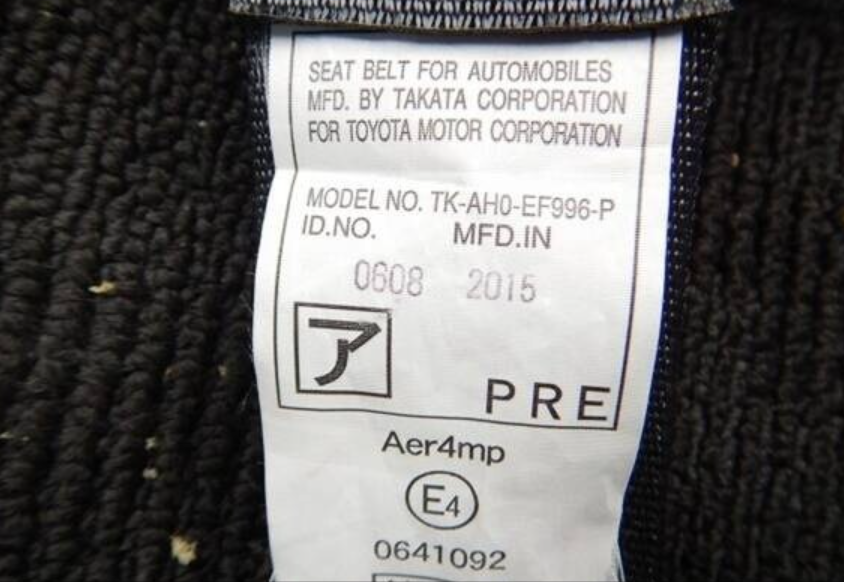 SEAT BELT FOR AUTOMOBILES
MFD. BY TAKATA CORPORATION
FOR TOYOTA MOTOR CORPORATION
MODEL NO. TK-AH0-EF996-P
ID.NO. MFD.IN
0608 2015
ア
PRE
Aer4mp
E4
0641092